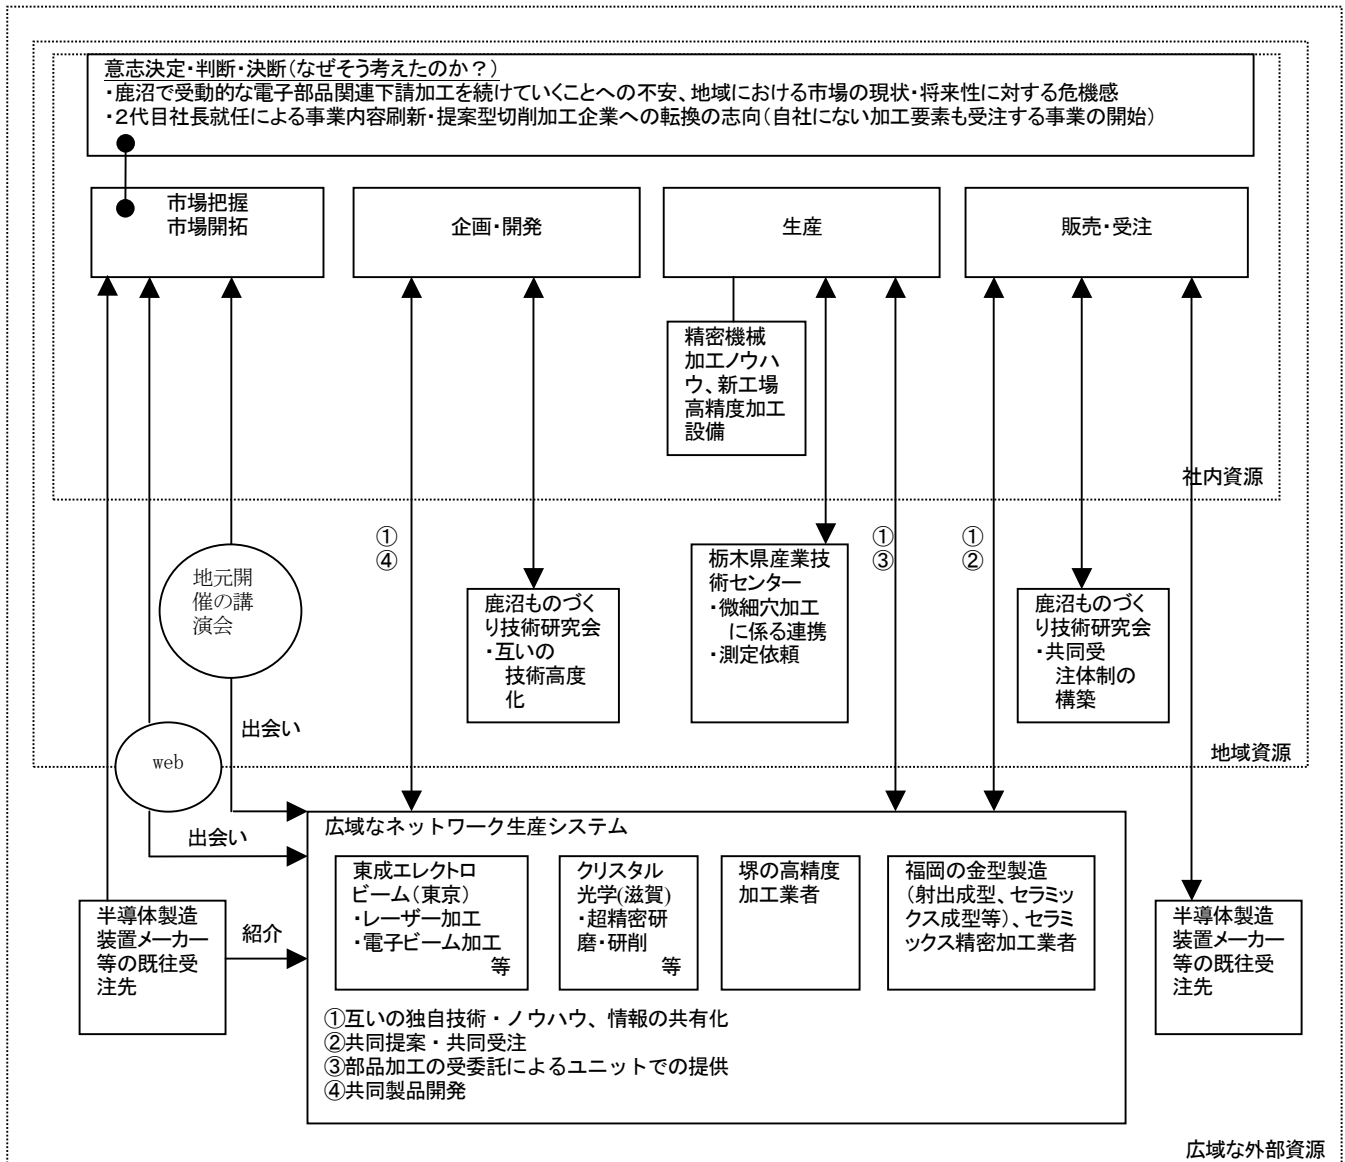 意志決定・判断・決断（なぜそう考えたのか？）
・鹿沼で受動的な電子部品関連下請加工を続けていくことへの不安、地域における市場の現状・将来性に対する危機感
・２代目社長就任による事業内容刷新・提案型切削加工企業への転換の志向（自社にない加工要素も受注する事業の開始）
市場把握
市場開拓
企画・開発
生産
販売・受注
精密機械
加工ノウハ
ウ、新工場
高精度加工
設備
社内資源
①
④
①
③
①
②
地元開
催の講
演会
鹿沼ものづく
り技術研究会
・互いの
技術高度
化
栃木県産業技
術センター
・微細穴加工
に係る連携
・測定依頼
鹿沼ものづく
り技術研究会
・共同受
注体制の
構築
出会い
web
地域資源
出会い
広域なネットワーク生産システム
東成エレクトロ
ビーム（東京）
・レーザー加工
・電子ビーム加工
等
クリスタル
光学(滋賀)
・超精密研
磨・研削
等
堺の高精度
加工業者
福岡の金型製造
（射出成型、セラミッ
クス成型等）、セラミ
ックス精密加工業者
半導体製造
装置メーカー
等の既往受
注先
紹介
半導体製造
装置メーカー
等の既往受
注先
①互いの独自技術・ノウハウ、情報の共有化
②共同提案・共同受注
③部品加工の受委託によるユニットでの提供
④共同製品開発
広域な外部資源